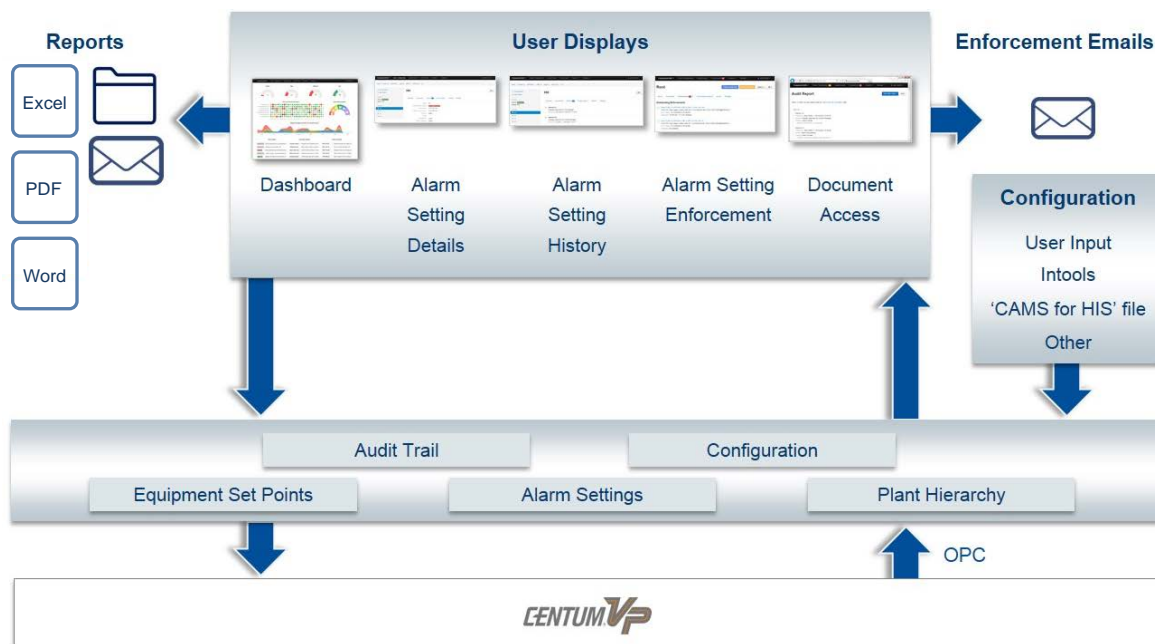 Reports
User Displays
Enforcement Emails
Excel
PDF
Word
Dashboard
Alarm
Setting
Details
Alarm
Setting
History
Alarm Setting
Enforcement
Document
Access
Audit Report
Configuration
User Input
Intools
‘CAMS for HIS’ file
Other
Audit Trail
Configuration
Equipment Set Points
Alarm Settings
Plant Hierarchy
OPC
CENTUM VP